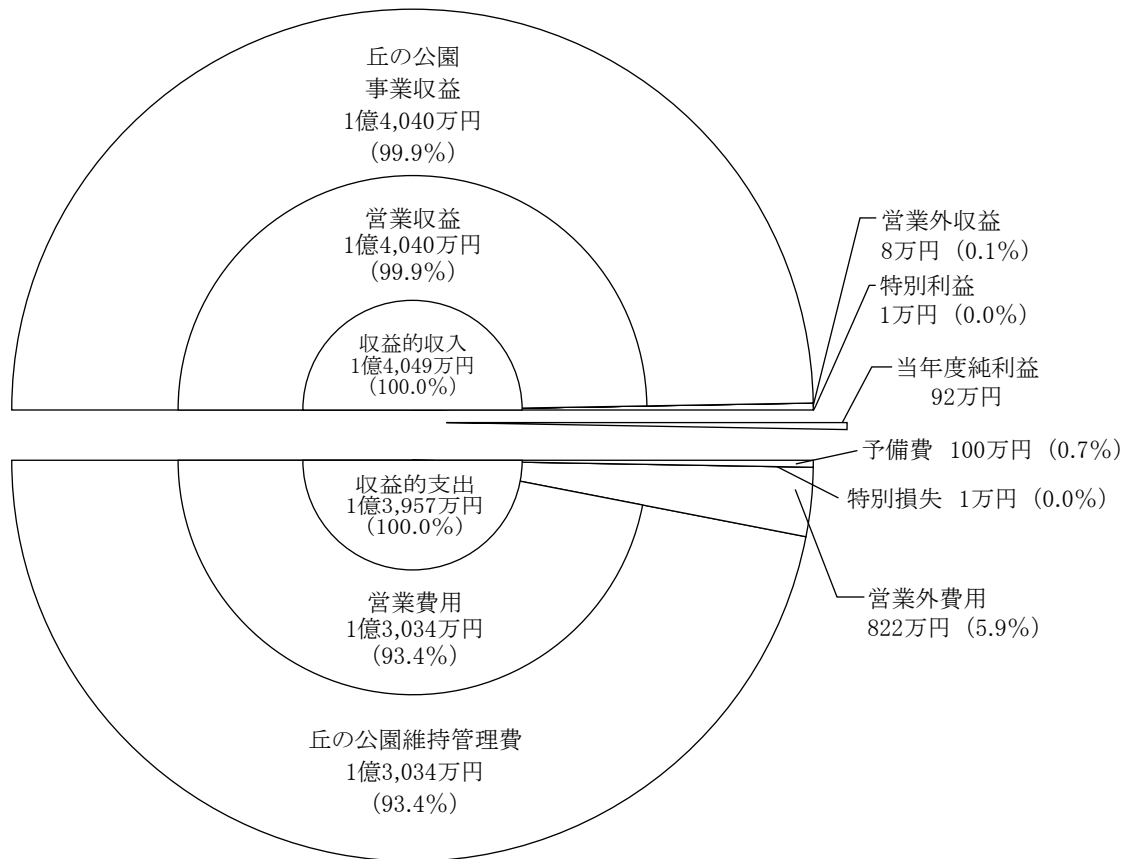 丘の公園
事業収益
1億4,040万円
(99.9%)
営業収益
1億4,040万円
(99.9%)
収益的収入
1億4,049万円
(100.0%)
営業外収益
8万円 (0.1%)
特別利益
1万円 (0.0%)
当年度純利益
92万円
予備費 100万円 (0.7%)
特別損失 1万円 (0.0%)
営業外費用
822万円 (5.9%)
収益的支出
1億3,957万円
(100.0%)
営業費用
1億3,034万円
(93.4%)
丘の公園維持管理費
1億3,034万円
(93.4%)